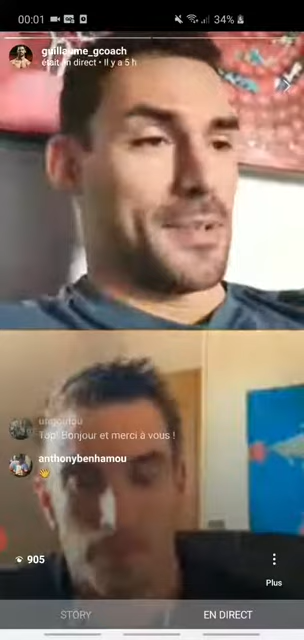 00:01
34%
guillaume_gcoach
était en direct • Il y a 5 h
Top! Bonjour et merci à vous !
anthonybenhamou
👋
905
Plus
STORY
EN DIRECT